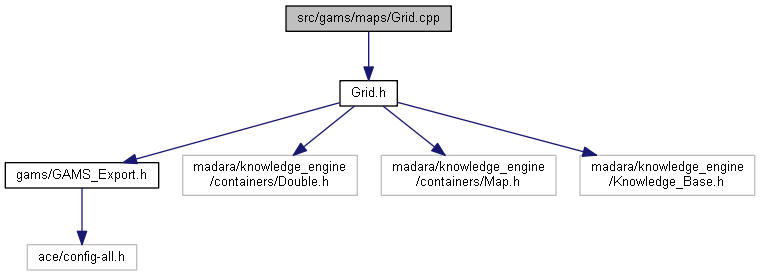 src/gams/maps/Grid.cpp
Grid.h
gams/GAMS_Export.h
madara/knowledge_engine
/containers/Double.h
madara/knowledge_engine
/containers/Map.h
madara/knowledge_engine
/Knowledge_Base.h
ace/config-all.h